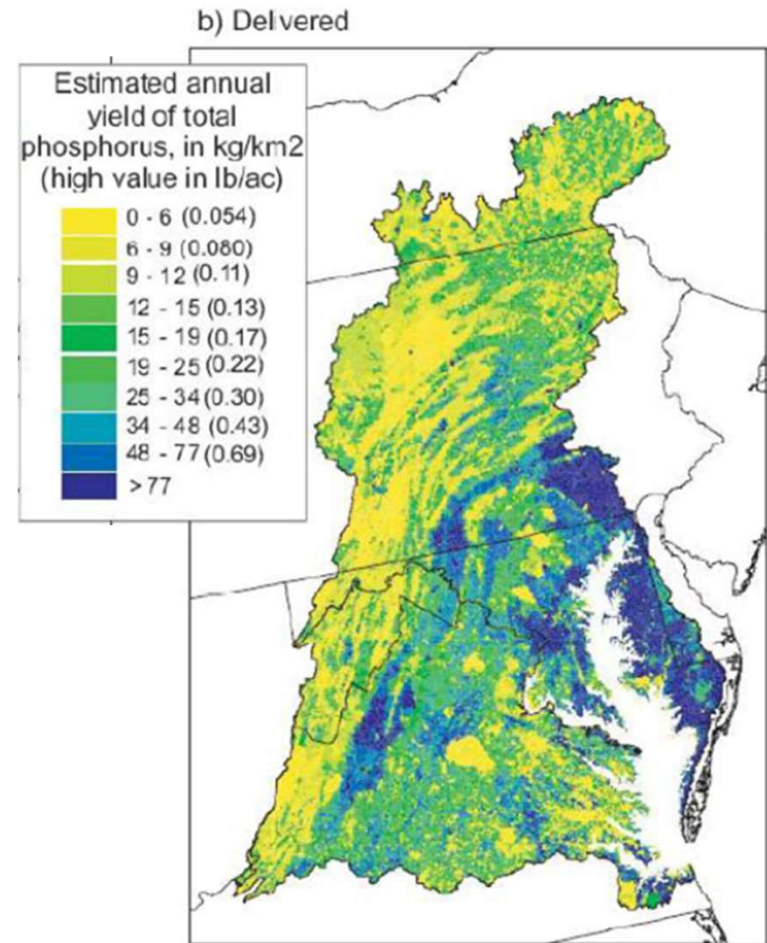 b) Delivered
Estimated annual
yield of total
phosphorus, in kg/km2
(high value in lb/ac)
0 - 6 (0.054)
6 - 9 (0.080)
9 - 12 (0.11)
12 - 15 (0.13)
15 - 19 (0.17)
19 - 25 (0.22)
25 - 34 (0.30)
34 - 48 (0.43)
48 - 77 (0.69)
> 77